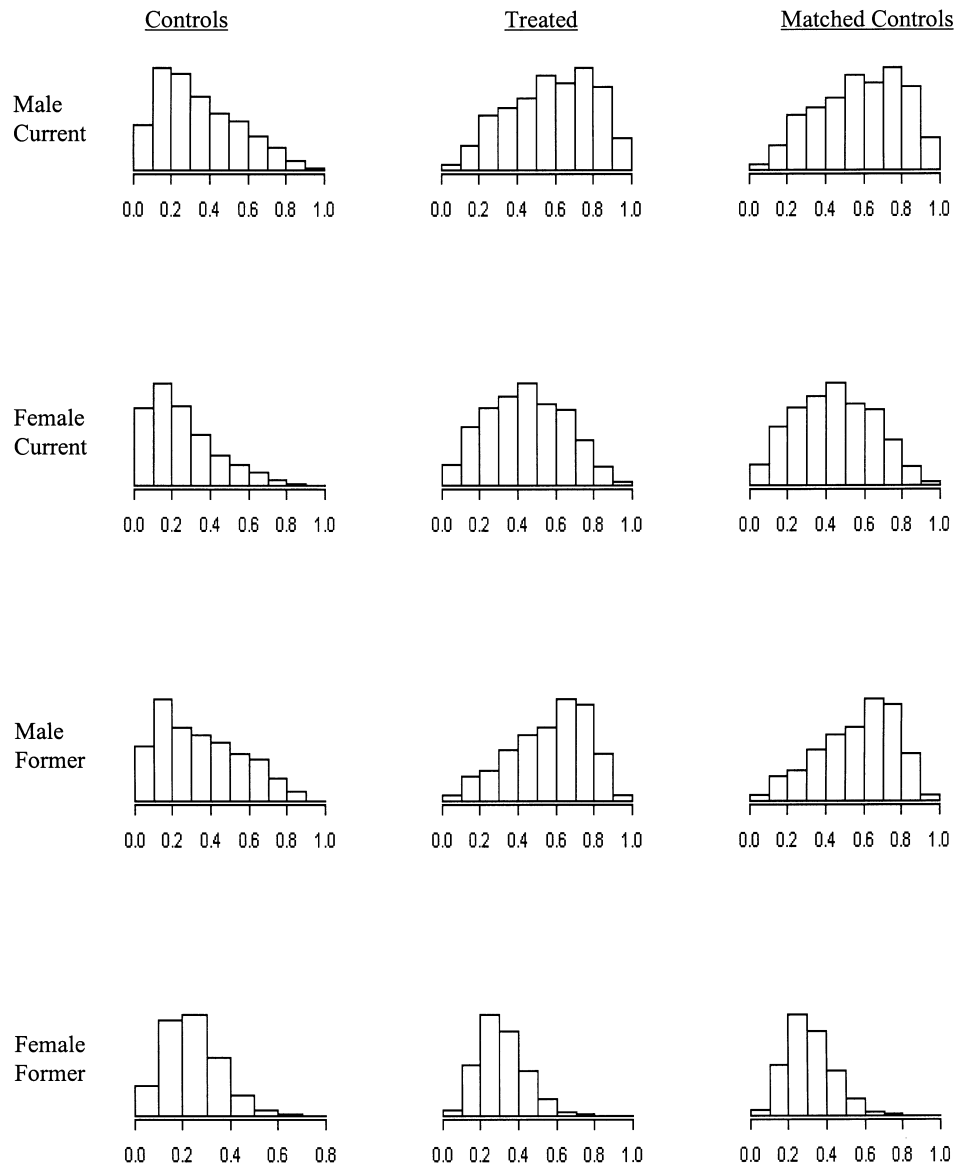 Controls Treated Matched Controls
Male
Current
0.0 0.2 0.4 0.6 0.8 1.0 0.0 0.2 0.4 0.6 0.8 1.0 0.0 0.2 0.4 0.6 0.8 1.0
Female
Current
0.0 0.2 0.4 0.6 0.8 1.0 0.0 0.2 0.4 0.6 0.8 1.0 0.0 0.2 0.4 0.6 0.8 1.0
Male
Former
0.0 0.2 0.4 0.6 0.8 1.0 0.0 0.2 0.4 0.6 0.8 1.0 0.0 0.2 0.4 0.6 0.8 1.0
Female
Former
0.0 0.2 0.4 0.6 0.8 0.0 0.2 0.4 0.6 0.8 1.0 0.0 0.2 0.4 0.6 0.8 1.0